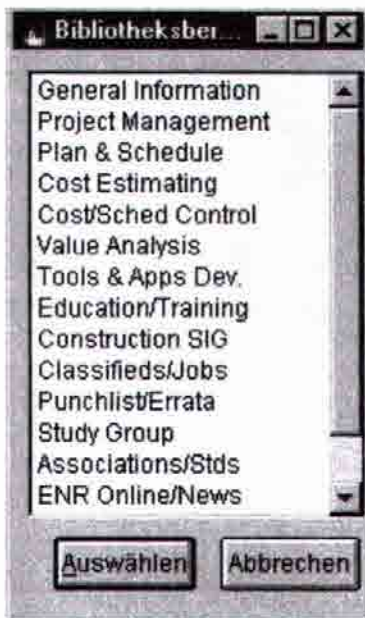 Bibliotheksber...
General Information
Project Management
Plan & Schedule
Cost Estimating
Cost/Sched Control
Value Analysis
Tools & Apps Dev.
Education/Training
Construction SIG
Classifieds/Jobs
Punchlist/Errata
Study Group
Associations/Stds
ENR Online/News
Auswählen Abbrechen